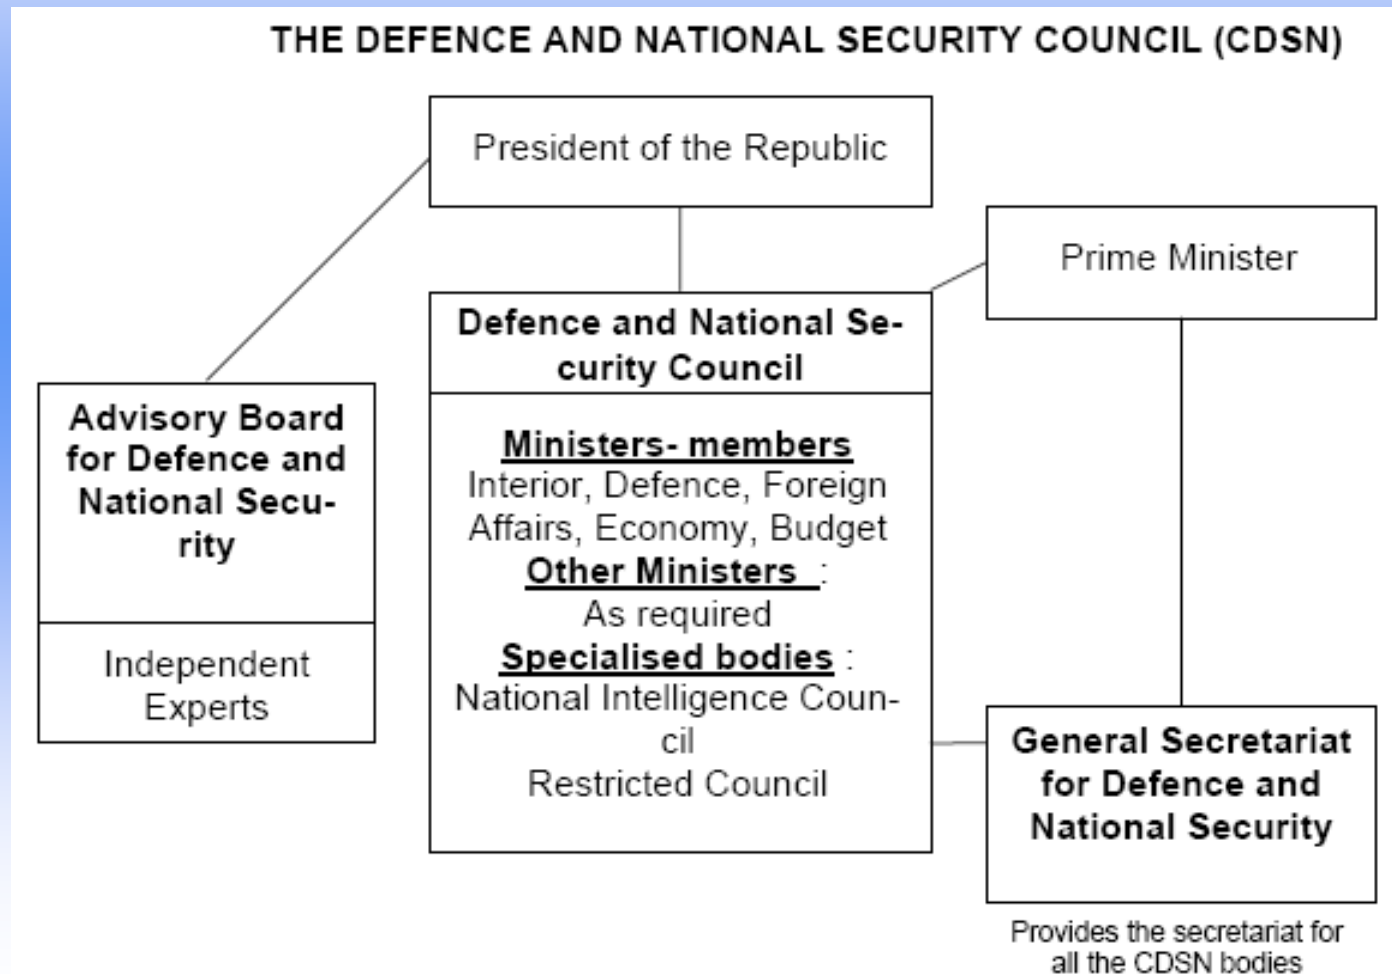 THE DEFENCE AND NATIONAL SECURITY COUNCIL (CDSN)
President of the Republic
Prime Minister
Defence and National Se-
curity Council
Ministers- members
Interior, Defence, Foreign
Affairs, Economy, Budget
Other Ministers :
As required
Specialised bodies :
National Intelligence Coun-
cil
Restricted Council
Advisory Board
for Defence and
National Secu-
rity
Independent
Experts
General Secretariat
for Defence and
National Security
Provides the secretariat for
all the CDSN bodies